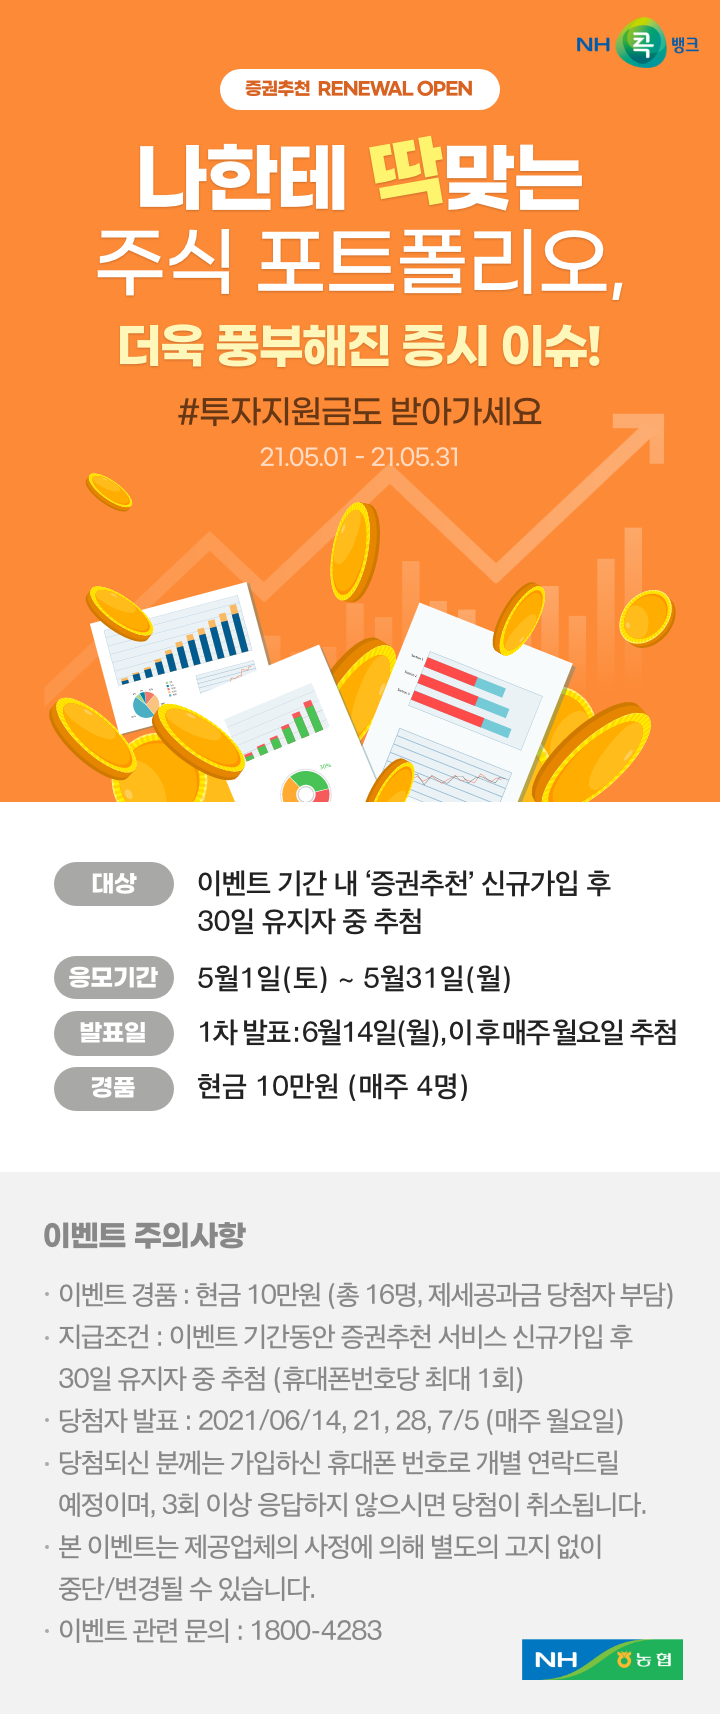 NH 콕 뱅크
증권추천 RENEWAL OPEN
나한테 딱맞는
주식 포트폴리오,
더욱 풍부해진 증시 이슈!
#투자지원금도 받아가세요
21.05.01 - 21.05.31
대상 이벤트 기간 내 ‘증권추천’ 신규가입 후
30일 유지자 중 추첨
응모기간 5월1일(토) ~ 5월31일(월)
발표일 1차 발표:6월14일(월),이후매주월요일 추첨
경품 현금 10만원 (매주 4명)
이벤트 주의사항
· 이벤트 경품 : 현금 10만원 (총 16명, 제세공과금 당첨자 부담)
· 지급조건 : 이벤트 기간동안 증권추천 서비스 신규가입 후
30일 유지자 중 추첨 (휴대폰번호당 최대 1회)
· 당첨자 발표 : 2021/06/14, 21, 28, 7/5 (매주 월요일)
· 당첨되신 분께는 가입하신 휴대폰 번호로 개별 연락드릴
예정이며, 3회 이상 응답하지 않으시면 당첨이 취소됩니다.
· 본 이벤트는 제공업체의 사정에 의해 별도의 고지 없이
중단/변경될 수 있습니다.
· 이벤트 관련 문의 : 1800-4283
NH 농협